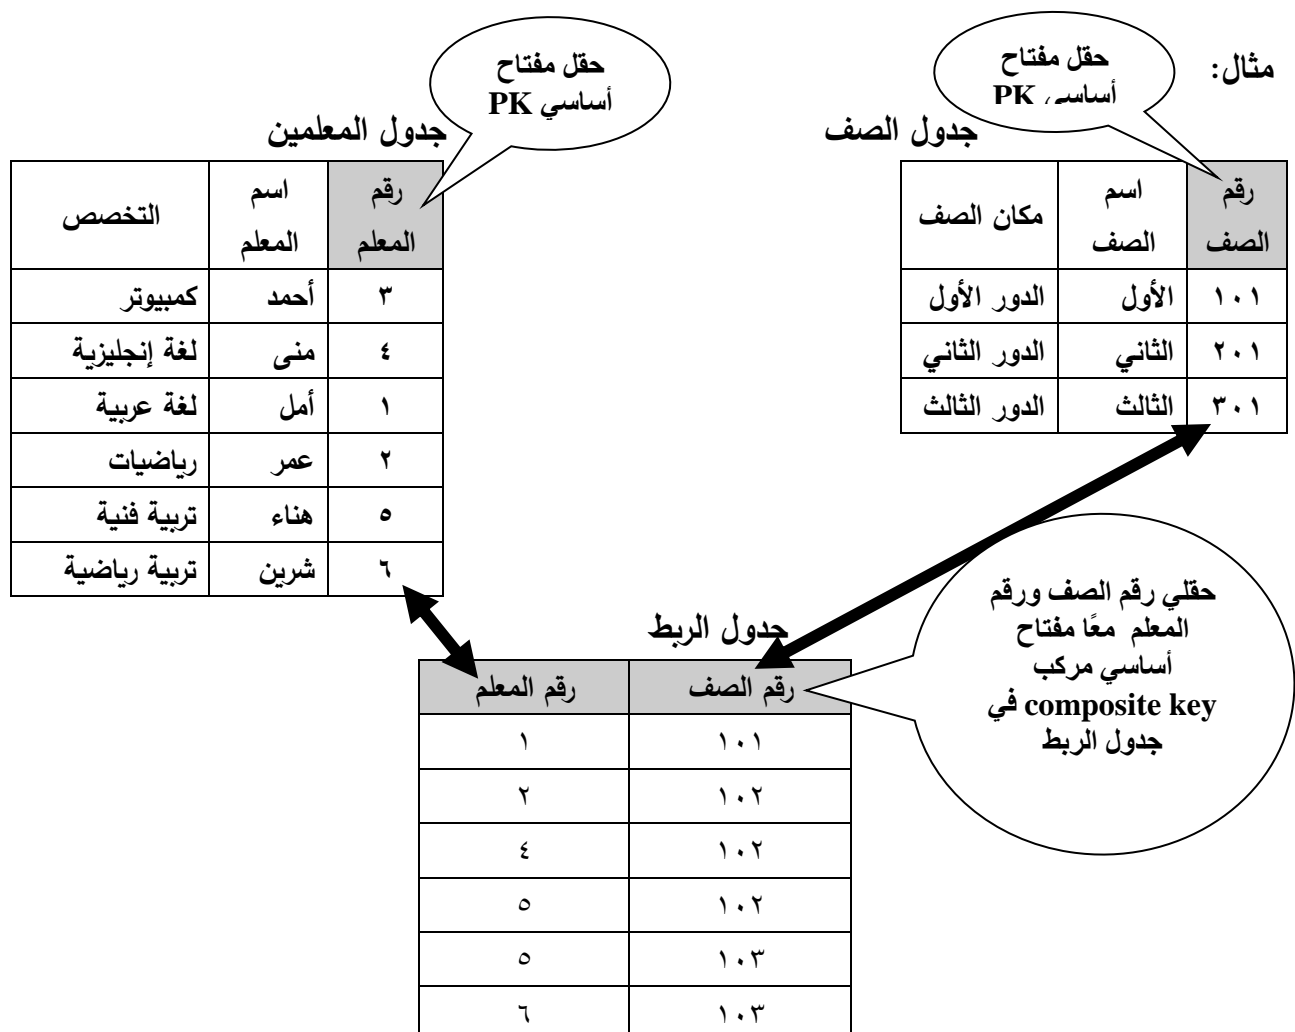 مثال:
حقل مفتاح
أساسي PK
حقل مفتاح
أساسي PK
جدول الصف
رقم الصف | اسم الصف | مكان الصف
١٠١ | الأول | الدور الأول
٢٠١ | الثاني | الدور الثاني
٣٠١ | الثالث | الدور الثالث
جدول المعلمين
رقم المعلم | اسم المعلم | التخصص
٣ | أحمد | كمبيوتر
٤ | منى | لغة إنجليزية
١ | أمل | لغة عربية
٢ | عمر | رياضيات
٥ | هناء | تربية فنية
٦ | شرين | تربية رياضية
حقلي رقم الصف ورقم
المعلم معًا مفتاح
أساسي مركب
composite key في
جدول الربط
جدول الربط
رقم الصف | رقم المعلم
١٠١ | ١
١٠٢ | ٢
١٠٢ | ٤
١٠٢ | ٥
١٠٣ | ٥
١٠٣ | ٦